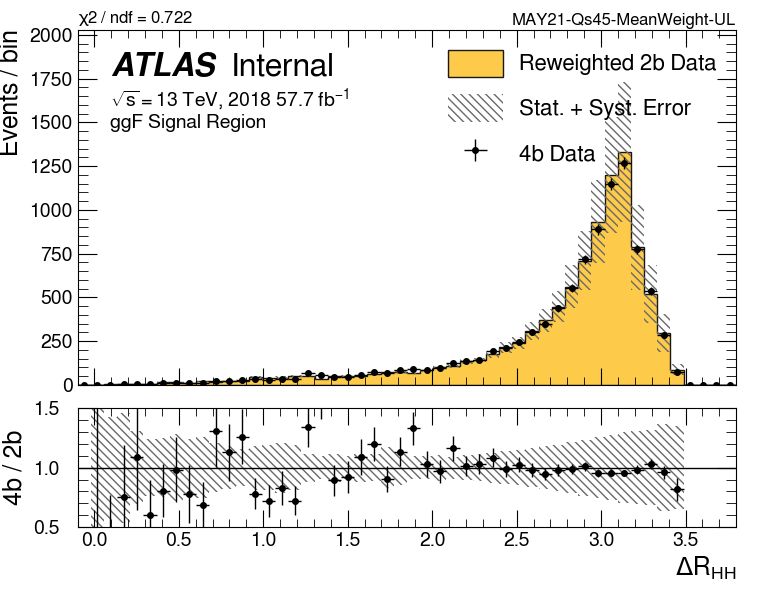 χ² / ndf = 0.722
MAY21-Qs45-MeanWeight-UL
ATLAS Internal
√s = 13 TeV, 2018 57.7 fb⁻¹
ggF Signal Region
Reweighted 2b Data
Stat. + Syst. Error
4b Data
Events / bin
2000
1750
1500
1250
1000
750
500
250
0
4b / 2b
1.5
1.0
0.5
0.0 0.5 1.0 1.5 2.0 2.5 3.0 3.5
ΔR_HH